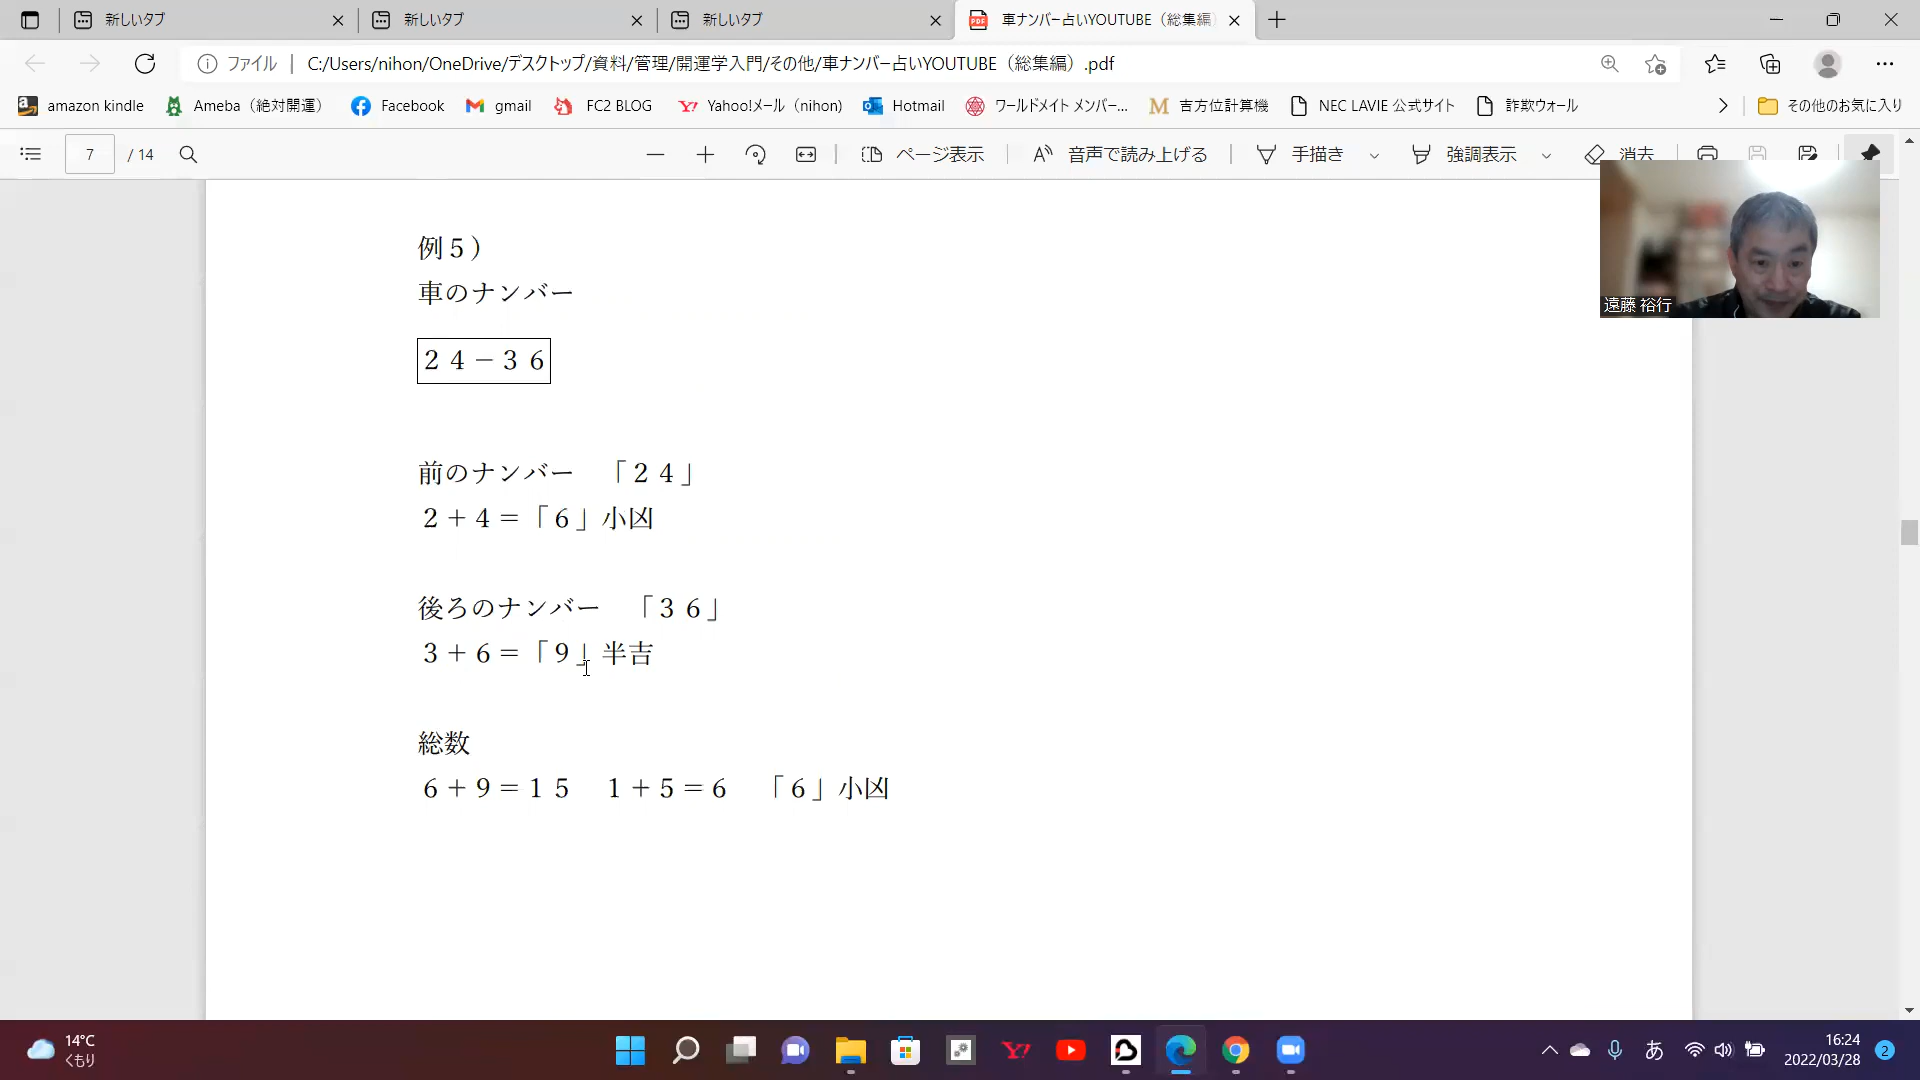 新しいタブ
新しいタブ
新しいタブ
車ナンバー占いYOUTUBE（総集編）
ファイル
C:/Users/nihon/OneDrive/デスクトップ/資料/管理/開運学入門/その他/車ナンバー占いYOUTUBE（総集編）.pdf
amazon kindle
Ameba（絶対開運）
Facebook
gmail
FC2 BLOG
Yahoo!メール（nihon）
Hotmail
ワールドメイト メンバー...
吉方位計算機
NEC LAVIE 公式サイト
詐欺ウォール
その他のお気に入り
7
/ 14
ページ表示
音声で読み上げる
手描き
強調表示
消去
遠藤 裕行
例５）
車のナンバー
２４－３６
前のナンバー　「２４」
２＋４＝「６」小凶
後ろのナンバー　「３６」
３＋６＝「９」半吉
総数
６＋９＝１５　１＋５＝６　「６」小凶
14°C
くもり
あ
16:24
2022/03/28
2